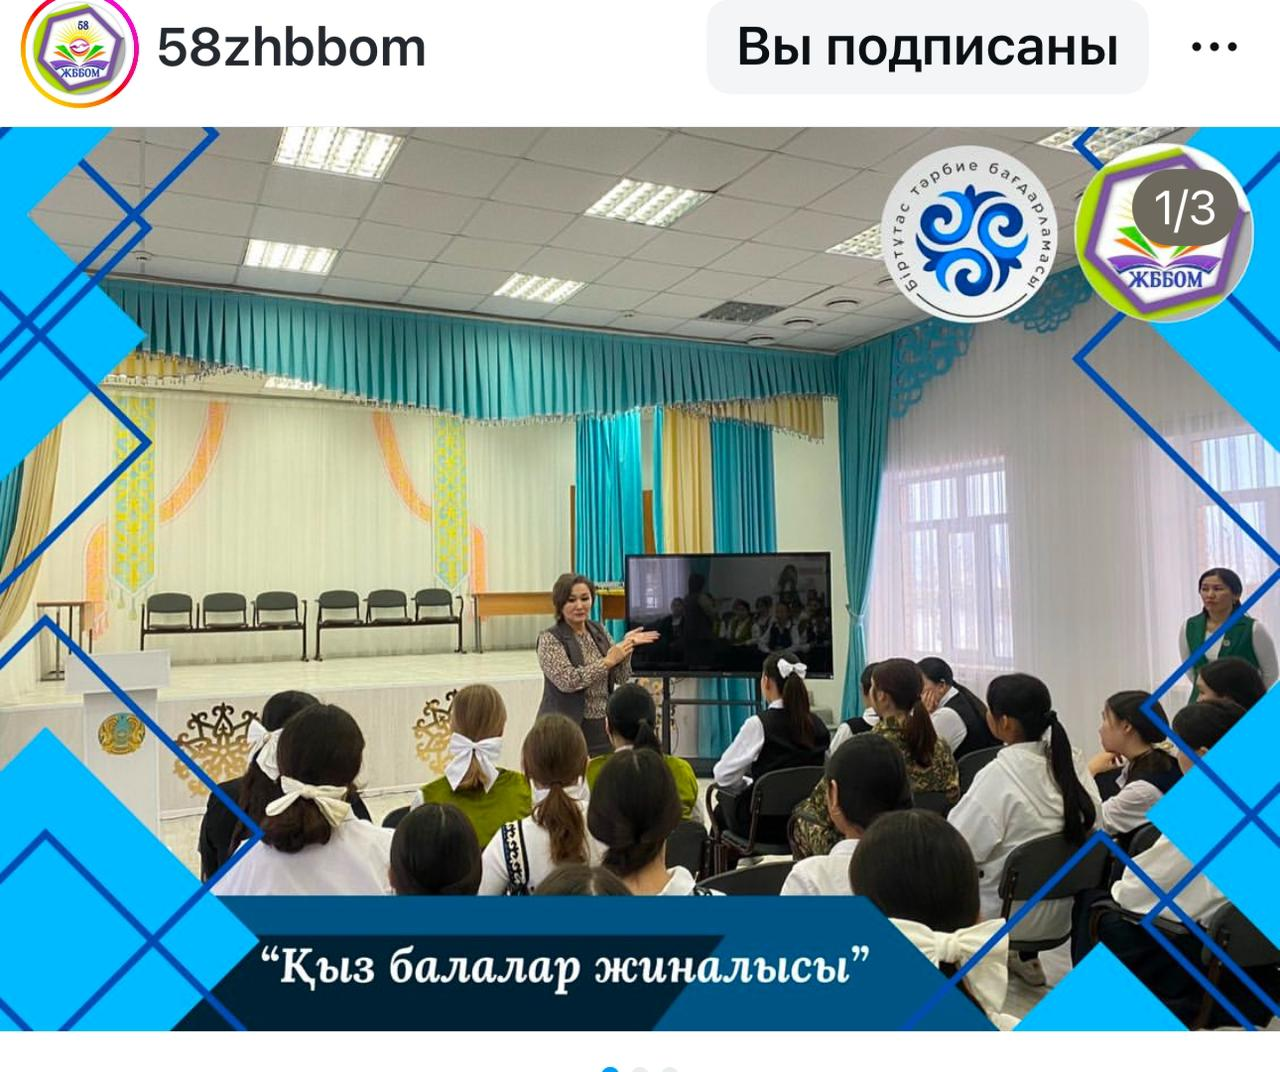 58
ЖББОМ
58zhbbom
Вы подписаны
Біртұтас тәрбие бағдарламасы
1/3
ЖББОМ
“Қыз балалар жиналысы”